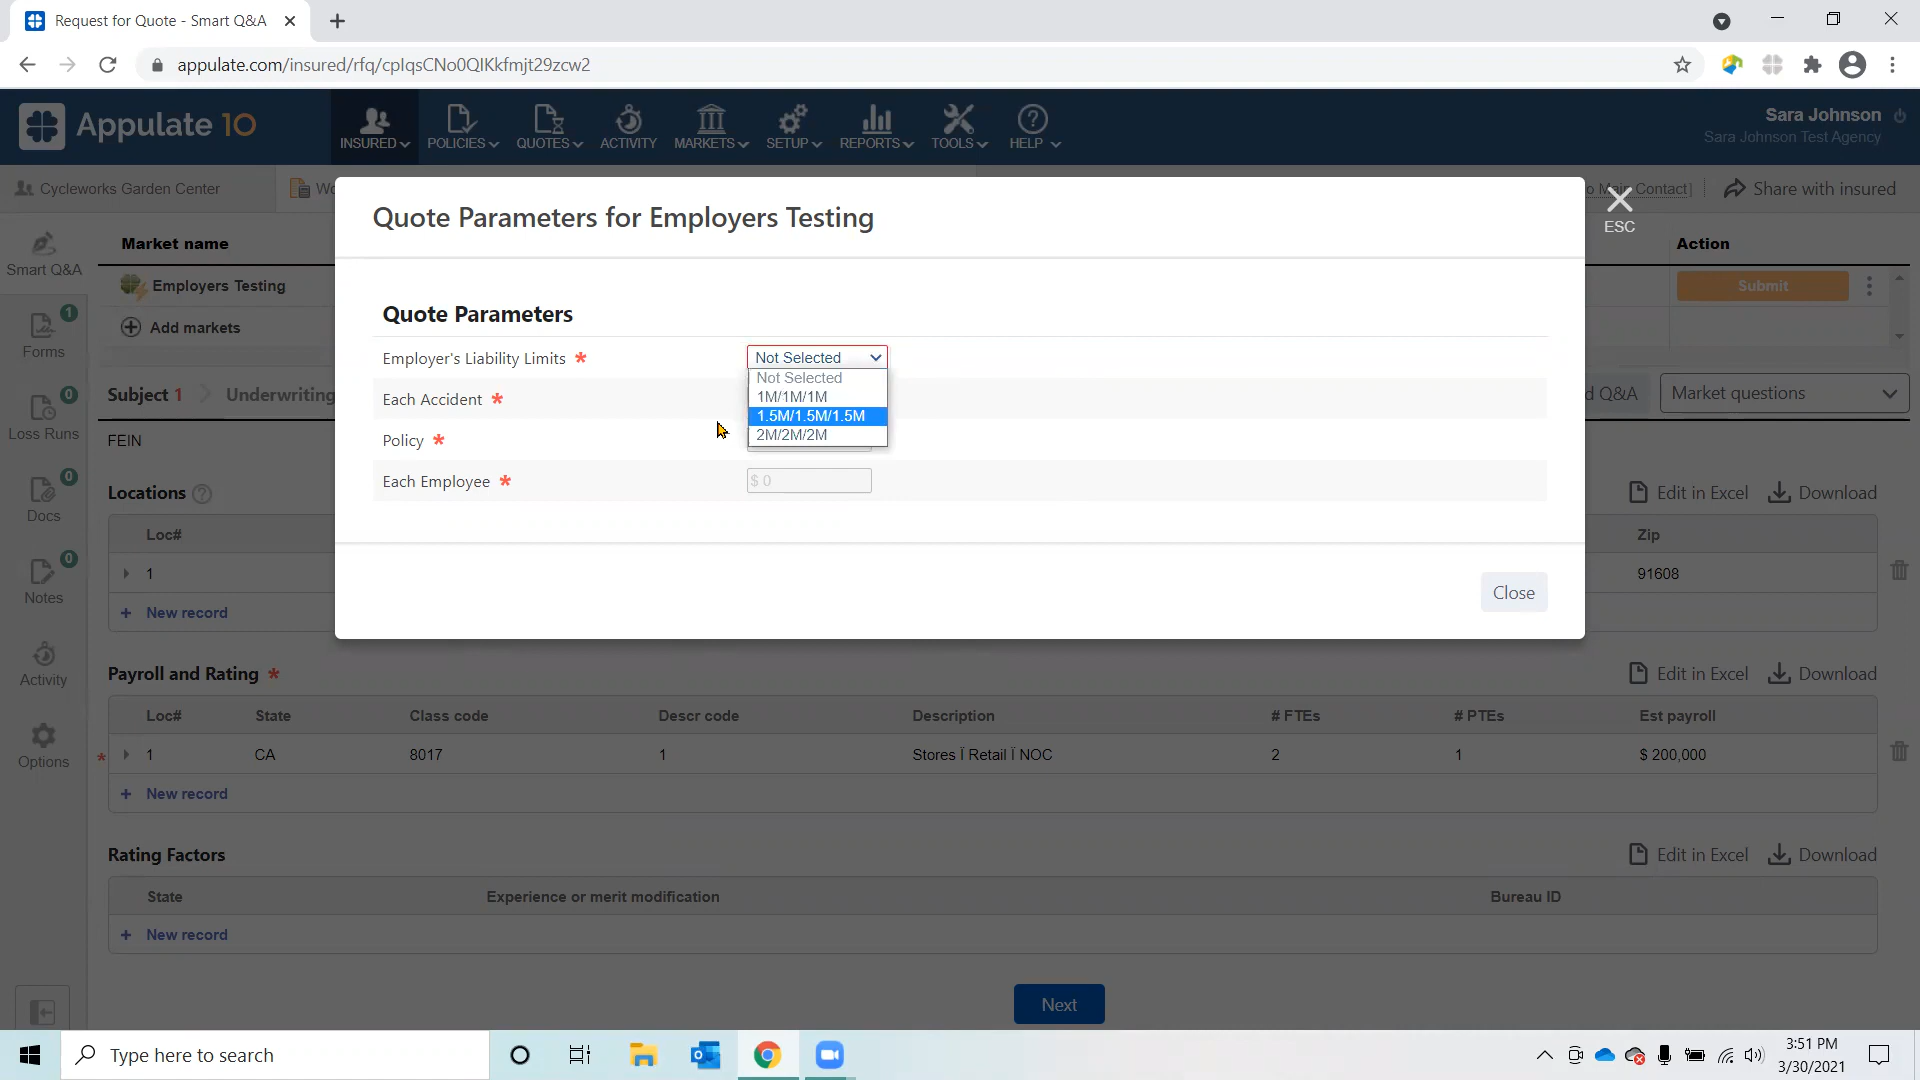 Request for Quote - Smart Q&A
appulate.com/insured/rfq/cpIqsCNo0QIKkfmjt29zcw2
Appulate 10
INSURED
POLICIES
QUOTES
ACTIVITY
MARKETS
SETUP
REPORTS
TOOLS
HELP
Sara Johnson
Sara Johnson Test Agency
Cycleworks Garden Center
Main Contact]
Share with insured
ESC
Quote Parameters for Employers Testing
Smart Q&A
Market name
Action
Employers Testing
Submit
Add markets
1
Forms
Quote Parameters
Employer's Liability Limits *
Not Selected
Not Selected
1M/1M/1M
1.5M/1.5M/1.5M
2M/2M/2M
Each Accident *
Policy *
Each Employee *
$ 0
Close
Subject 1
Underwriting
Q&A
Market questions
0
Loss Runs
FEIN
0
Docs
Locations ?
Edit in Excel
Download
Loc#
Zip
1
91608
+ New record
0
Notes
Activity
Options
Payroll and Rating *
Edit in Excel
Download
Loc# State Class code Descr code Description # FTEs # PTEs Est payroll
* 1 CA 8017 1 Stores Ï Retail Ï NOC 2 1 $ 200,000
+ New record
Rating Factors
Edit in Excel
Download
State Experience or merit modification Bureau ID
+ New record
Next
Type here to search
3:51 PM
3/30/2021